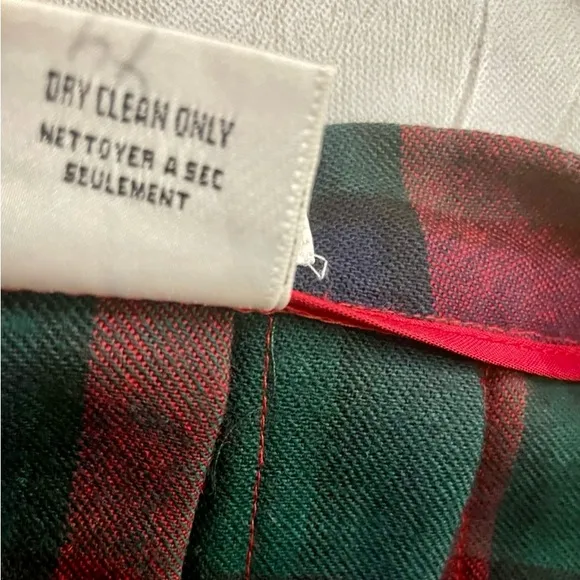 DRY CLEAN ONLY
NETTOYER A SEC
SEULEMENT